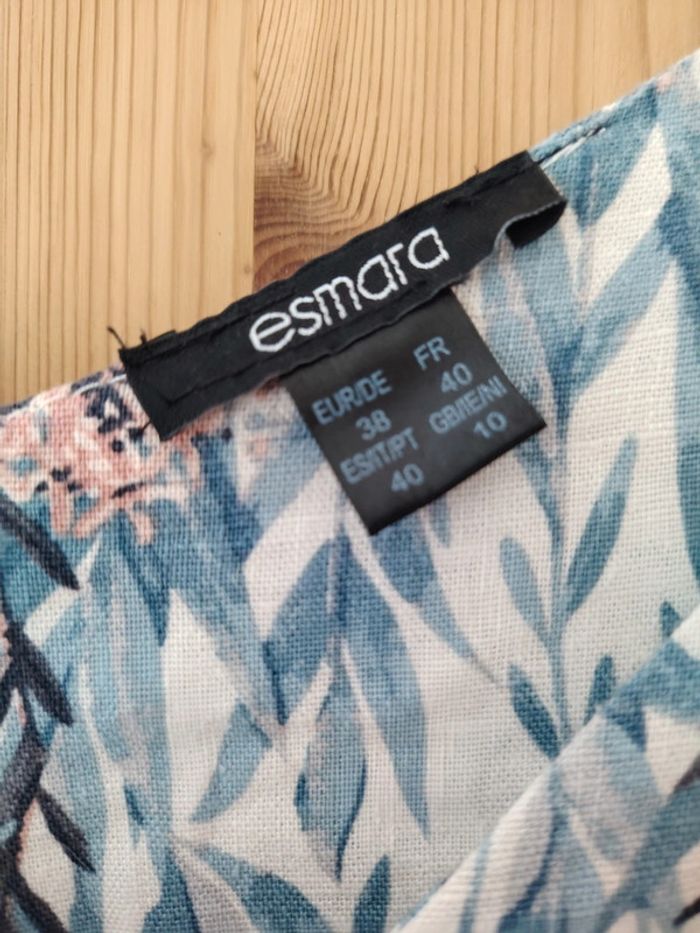 esmara
EUR/DE FR
38 40
ES/IT/PT GB/IE/NI
40 10